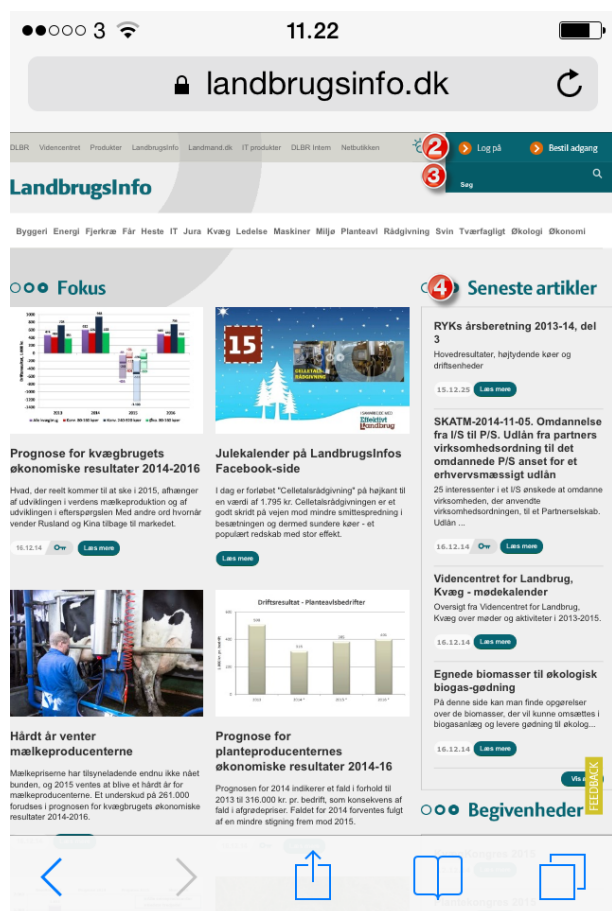 3
11.22
landbrugsinfo.dk
DLBR Videncentret Produkter LandbrugsInfo Landmand.dk IT produkter DLBR Intern Netbutikken
2
Log på
Bestil adgang
3
Søg
LandbrugsInfo
Byggeri Energi Fjerkræ Får Heste IT Jura Kvæg Ledelse Maskiner Miljø Planteavl Rådgivning Svin Tværfagligt Økologi Økonomi
Fokus
2013 2014 2015 2016
Prognose for kvægbrugets
økonomiske resultater 2014-2016
Hvad, der reelt kommer til at ske i 2015, afhænger
af udviklingen i verdens mælkeproduktion og af
udviklingen i efterspørgslen Med andre ord hvornår
vender Rusland og Kina tilbage til markedet.
16.12.14
Læs mere
15
CELLETALS-
RÅDGIVNING
I SAMARBEJDE MED
Effektivt
Landbrug
Julekalender på LandbrugsInfos
Facebook-side
I dag er forløbet "Celletalsrådgivning" på højkant til
en værdi af 1.795 kr. Celletalsrådgivningen er et
godt skridt på vejen mod mindre smittespredning i
besætningen og dermed sundere køer - et
populært redskab med stor effekt.
Læs mere
Hårdt år venter
mælkeproducenterne
Mælkepriserne har tilsyneladende endnu ikke nået
bunden, og 2015 ventes at blive et hårdt år for
mælkeproducenterne. Et underskud på 261.000
forudses i prognosen for kvægbrugets økonomiske
resultater 2014-2016.
Driftsresultat - Planteavlsbedrifter
Prognose for
planteproducenternes
økonomiske resultater 2014-16
Prognosen for 2014 indikerer et fald i forhold til
2013 til 316.000 kr. pr. bedrift, som konsekvens af
fald i afgrødepriser. Faldet for 2014 forventes fulgt
af en mindre stigning frem mod 2015.
4
Seneste artikler
RYKs årsberetning 2013-14, del
3
Hovedresultater, højtydende køer og
driftsenheder
15.12.25
Læs mere
SKATM-2014-11-05. Omdannelse
fra I/S til P/S. Udlån fra partners
virksomhedsordning til det
omdannede P/S anset for et
erhvervsmæssigt udlån
25 interessenter i et I/S ønskede at omdanne
virksomheden, der anvendte
virksomhedsordningen, til et Partnerselskab.
Udlån ...
16.12.14
Læs mere
Videncentret for Landbrug,
Kvæg - mødekalender
Oversigt fra Videncentret for Landbrug,
Kvæg over møder og aktiviteter i 2013-2015.
16.12.14
Læs mere
Egnede biomasser til økologisk
biogas-gødning
På denne side kan man finde opgørelser
over de biomasser, der vil kunne omsættes i
biogasanlæg og levere gødning til økolog...
16.12.14
Læs mere
FEEDBACK
Begivenheder